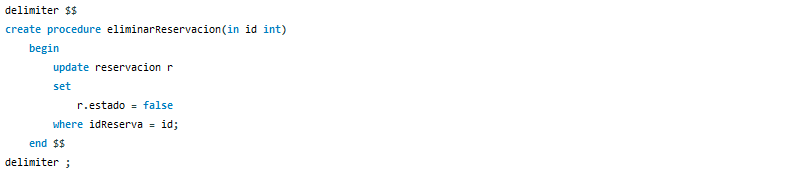 delimiter $$
create procedure eliminarReservacion(in id int)
begin
update reservacion r
set
r.estado = false
where idReserva = id;
end $$
delimiter ;